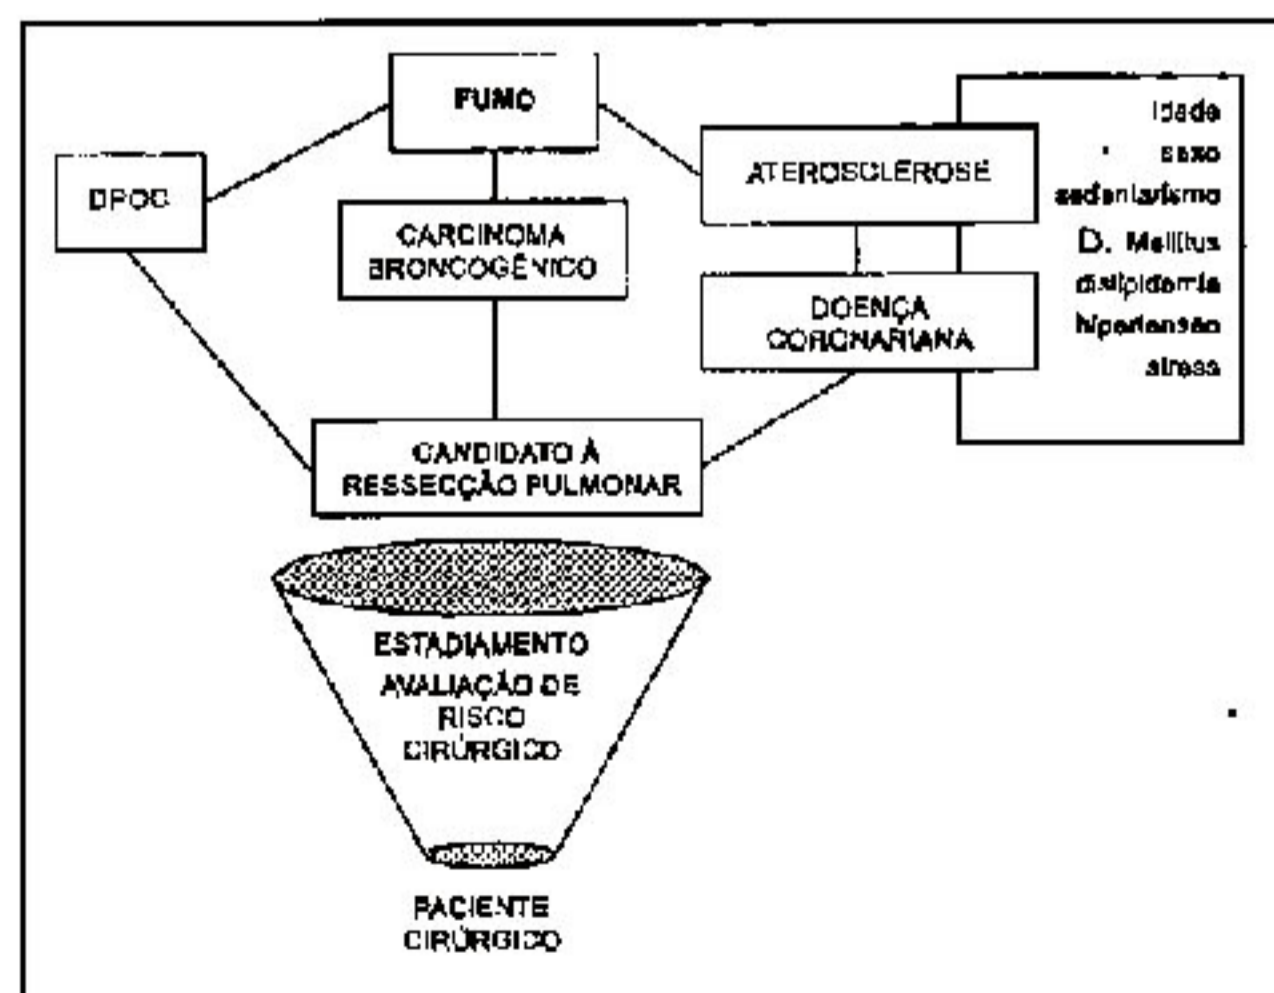 FUMO
DPOC
CARCINOMA
BRONCOGÊNICO
ATEROSCLEROSE
DOENÇA
CORONARIANA
Idade
sexo
sedentarismo
D. Mellitus
dislipidemia
hipertensão
stress
CANDIDATO À
RESSECÇÃO PULMONAR
ESTADIAMENTO
AVALIAÇÃO DE
RISCO
CIRÚRGICO
PACIENTE
CIRÚRGICO